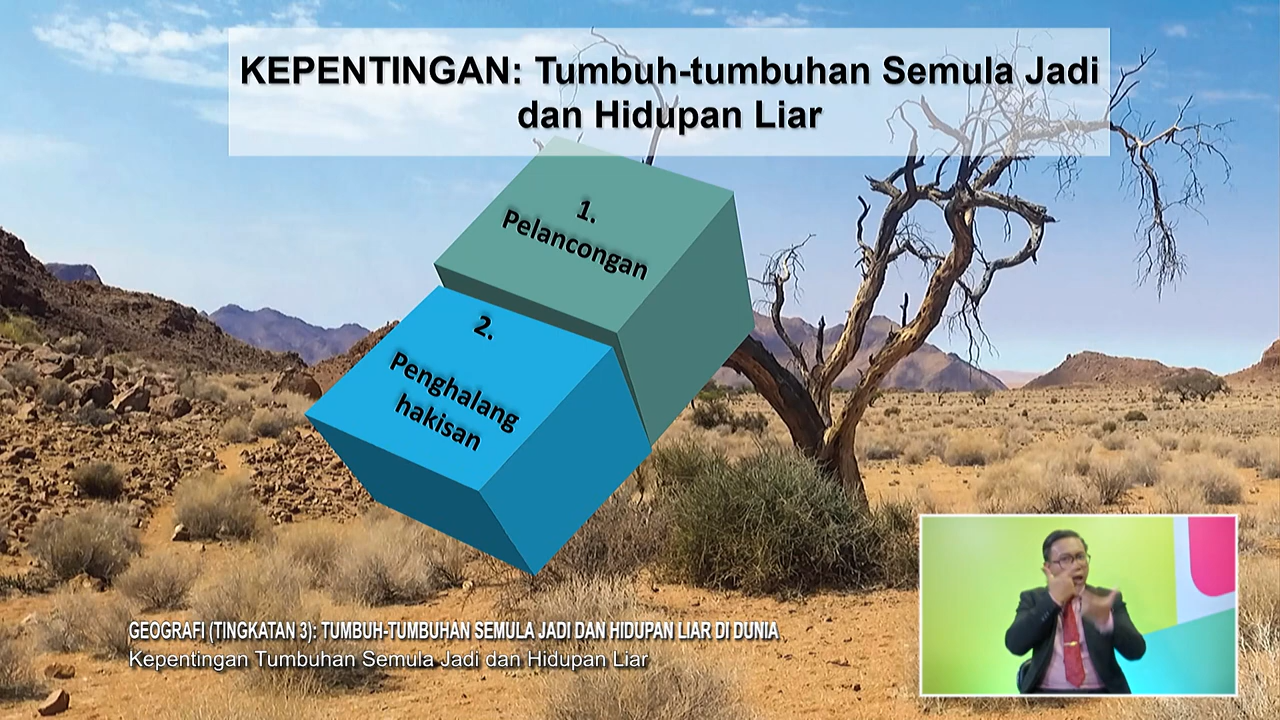 KEPENTINGAN: Tumbuh-tumbuhan Semula Jadi
dan Hidupan Liar
1.
Pelancongan
2.
Penghalang
hakisan
GEOGRAFI (TINGKATAN 3): TUMBUH-TUMBUHAN SEMULA JADI DAN HIDUPAN LIAR DI DUNIA
Kepentingan Tumbuhan Semula Jadi dan Hidupan Liar